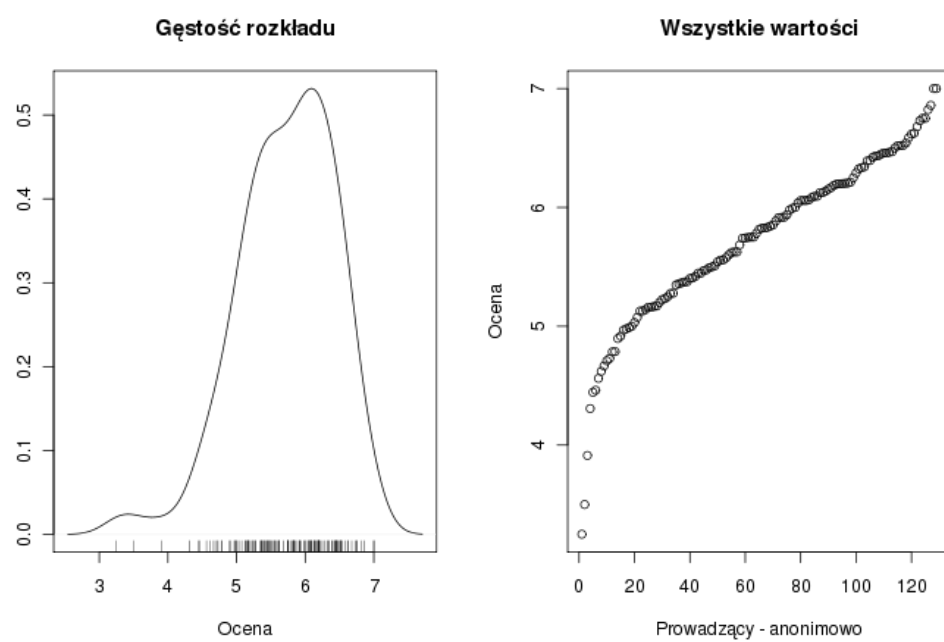 Gęstość rozkładu
0.5
0.4
0.3
0.2
0.1
0.0
3 4 5 6 7
Ocena
Wszystkie wartości
7
6
5
4
Ocena
0 20 40 60 80 100 120
Prowadzący - anonimowo